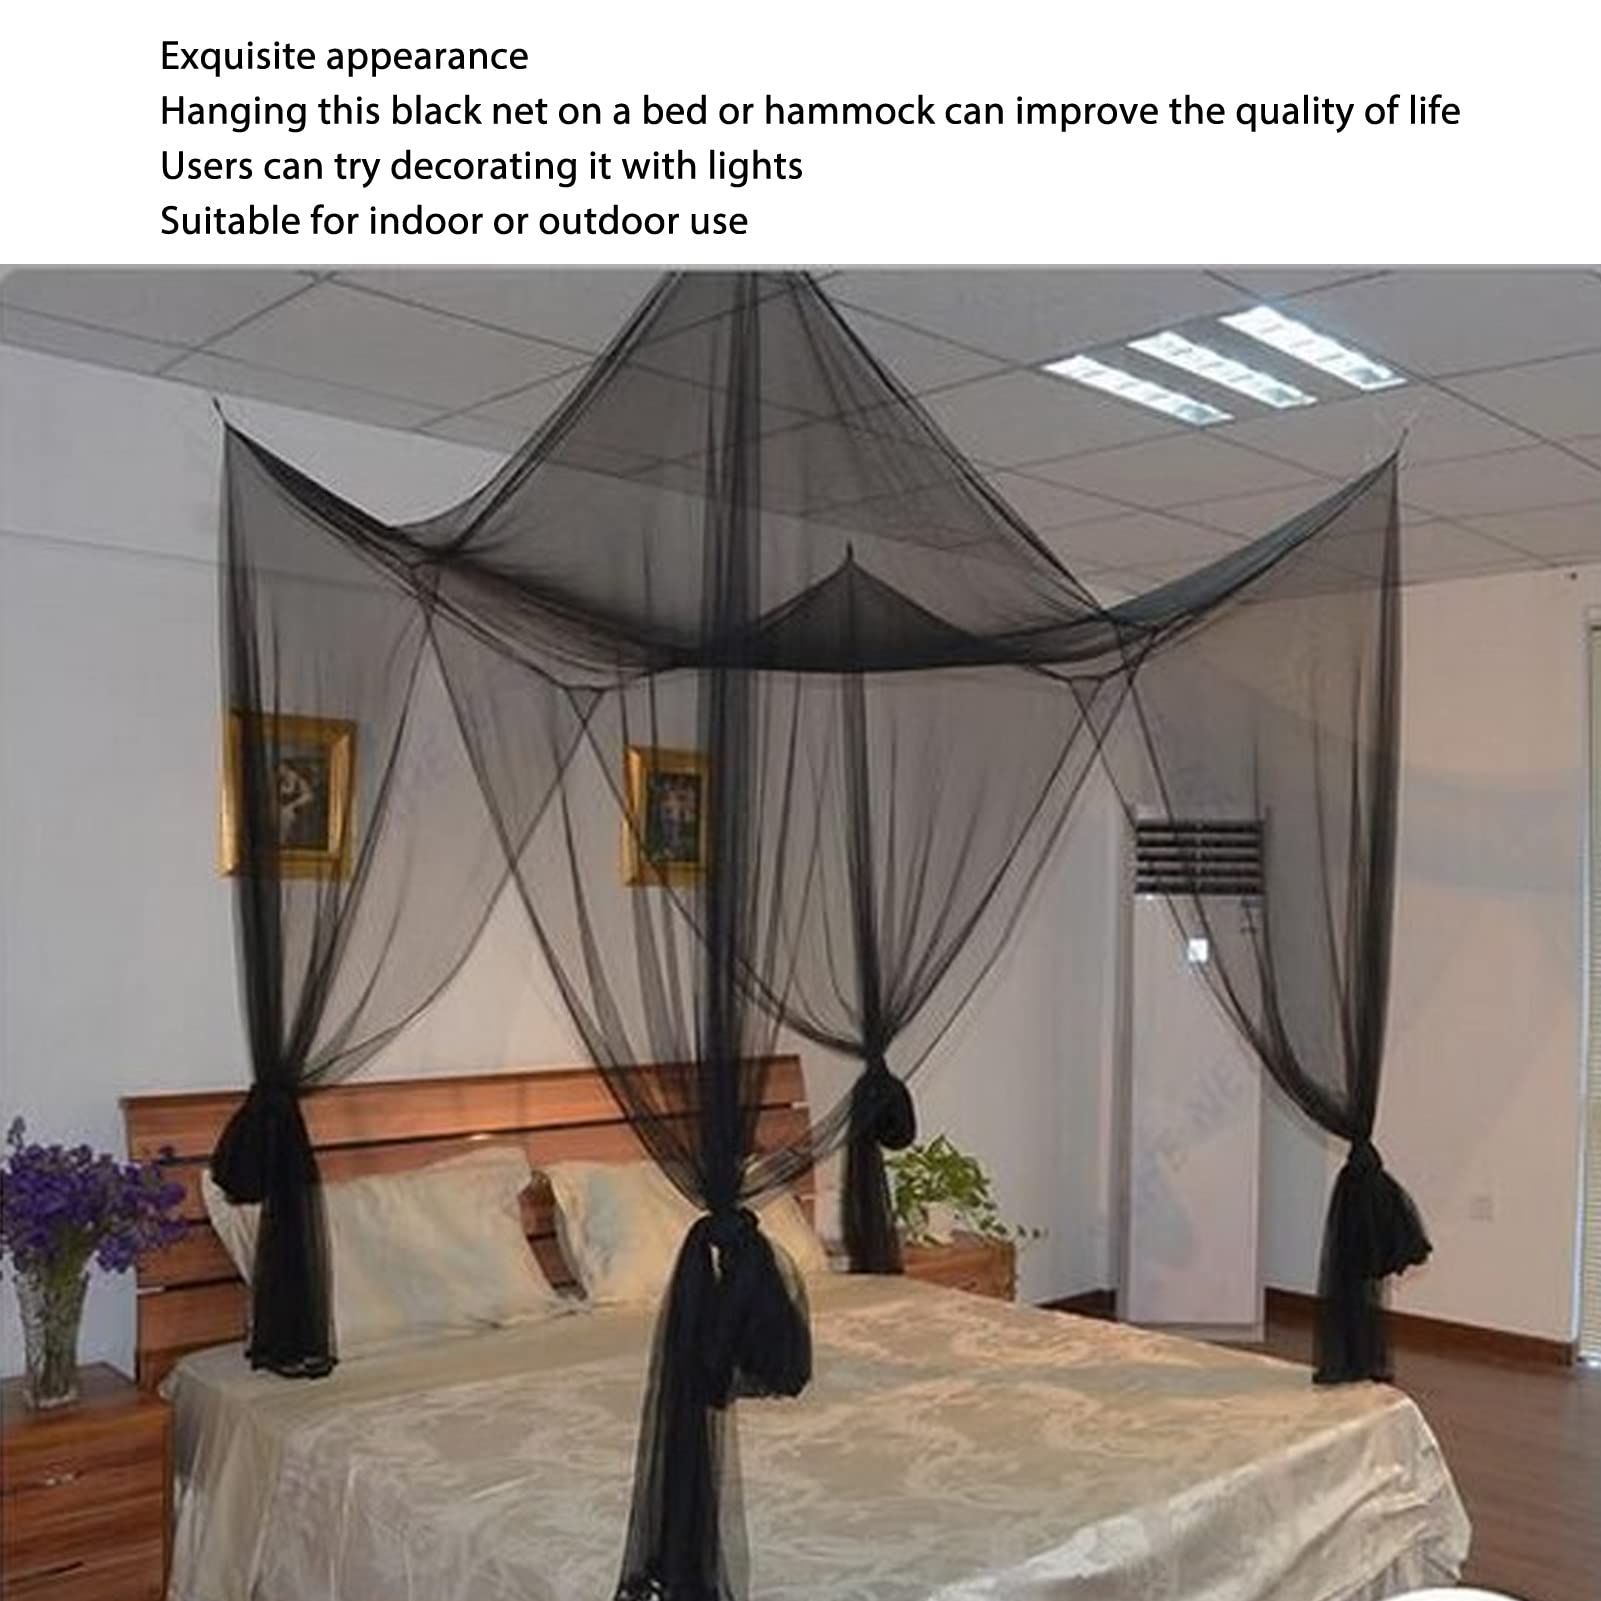 Exquisite appearance
Hanging this black net on a bed or hammock can improve the quality of life
Users can try decorating it with lights
Suitable for indoor or outdoor use